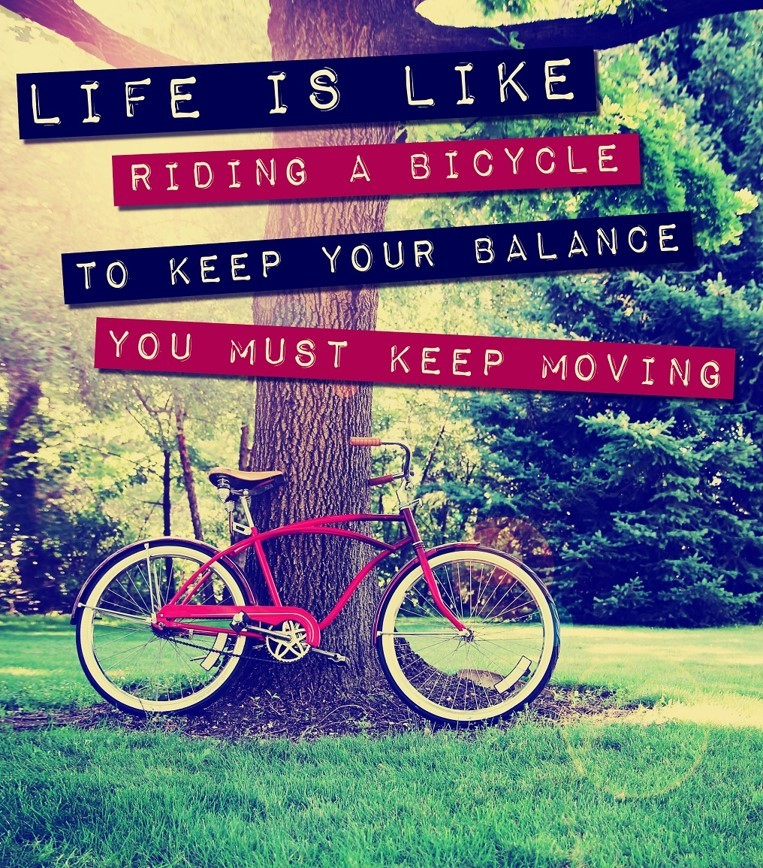 LIFE IS LIKE
RIDING A BICYCLE
TO KEEP YOUR BALANCE
YOU MUST KEEP MOVING